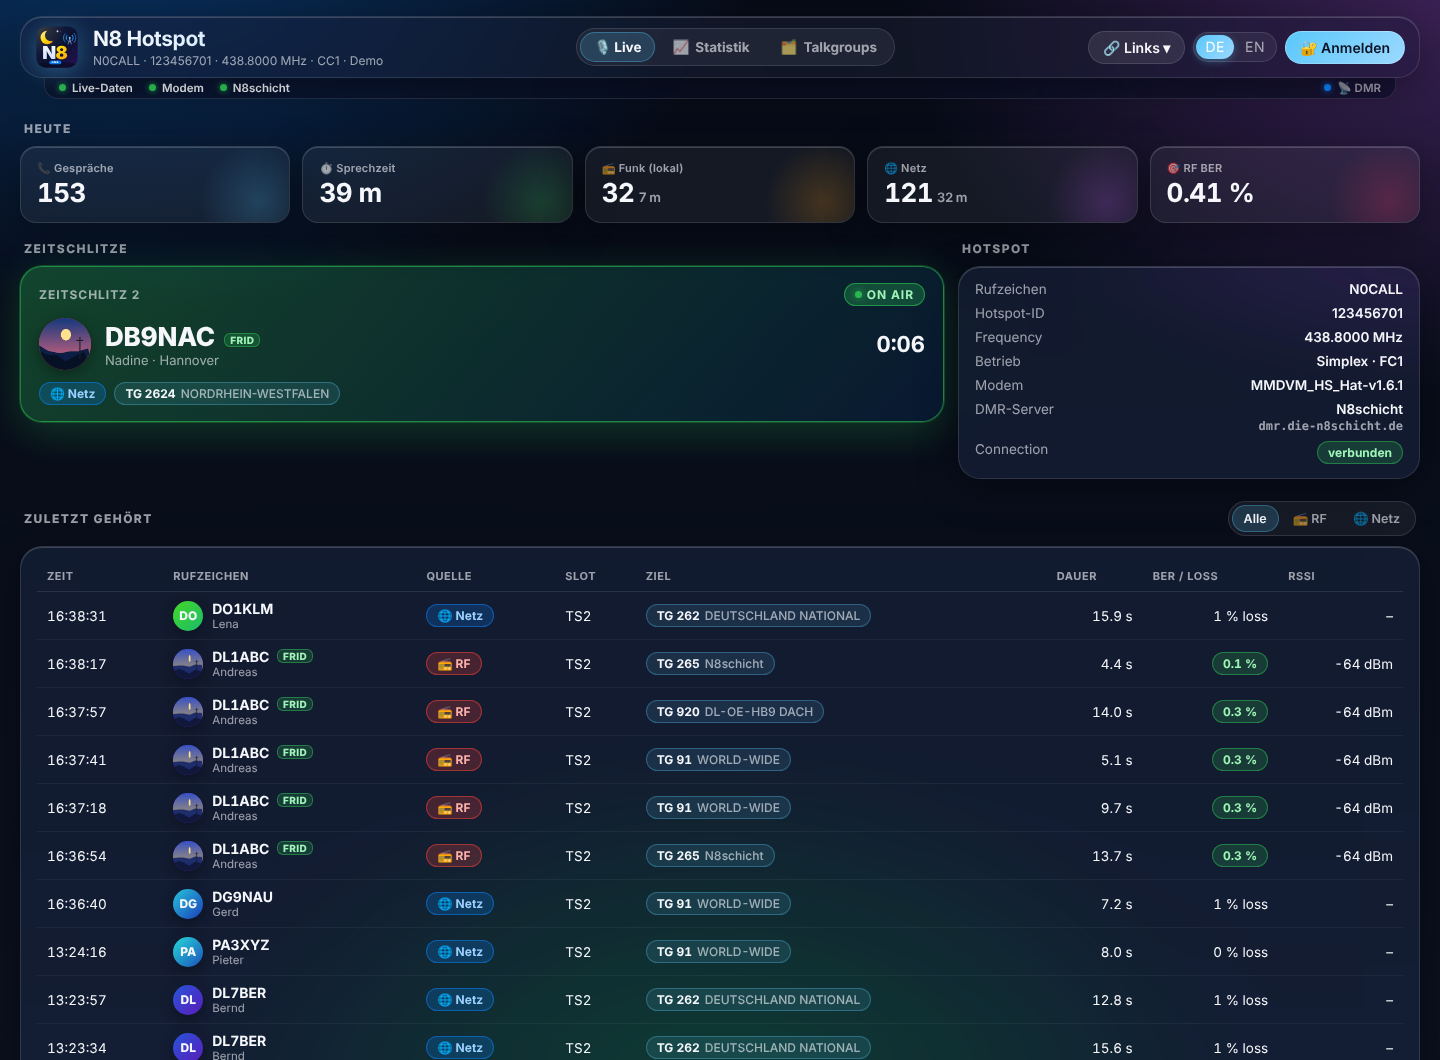 N8
N8 Hotspot
N0CALL · 123456701 · 438.8000 MHz · CC1 · Demo
Live
Statistik
Talkgroups
Links ▾
DE EN
Anmelden
Live-Daten Modem N8schicht
DMR
HEUTE
Gespräche
153
Sprechzeit
39 m
Funk (lokal)
32 7 m
Netz
121 32 m
RF BER
0.41 %
ZEITSCHLITZE
ZEITSCHLITZ 2
ON AIR
DB9NAC FRID
Nadine · Hannover
0:06
Netz TG 2624 NORDRHEIN-WESTFALEN
HOTSPOT
Rufzeichen N0CALL
Hotspot-ID 123456701
Frequency 438.8000 MHz
Betrieb Simplex · FC1
Modem MMDVM_HS_Hat-v1.6.1
DMR-Server N8schicht
dmr.die-n8schicht.de
Connection verbunden
ZULETZT GEHÖRT
Alle RF Netz
ZEIT RUFZEICHEN QUELLE SLOT ZIEL DAUER BER / LOSS RSSI
16:38:31 DO DO1KLM Netz TS2 TG 262 DEUTSCHLAND NATIONAL 15.9 s 1 % loss –
Lena
16:38:17 DL1ABC FRID RF TS2 TG 265 N8schicht 4.4 s 0.1 % -64 dBm
Andreas
16:37:57 DL1ABC FRID RF TS2 TG 920 DL-OE-HB9 DACH 14.0 s 0.3 % -64 dBm
Andreas
16:37:41 DL1ABC FRID RF TS2 TG 91 WORLD-WIDE 5.1 s 0.3 % -64 dBm
Andreas
16:37:18 DL1ABC FRID RF TS2 TG 91 WORLD-WIDE 9.7 s 0.3 % -64 dBm
Andreas
16:36:54 DL1ABC FRID RF TS2 TG 265 N8schicht 13.7 s 0.3 % -64 dBm
Andreas
16:36:40 DG DG9NAU Netz TS2 TG 91 WORLD-WIDE 7.2 s 1 % loss –
Gerd
13:24:16 PA PA3XYZ Netz TS2 TG 91 WORLD-WIDE 8.0 s 0 % loss –
Pieter
13:23:57 DL DL7BER Netz TS2 TG 262 DEUTSCHLAND NATIONAL 12.8 s 1 % loss –
Bernd
13:23:34 DL DL7BER Netz TS2 TG 262 DEUTSCHLAND NATIONAL 15.6 s 1 % loss –
Bernd